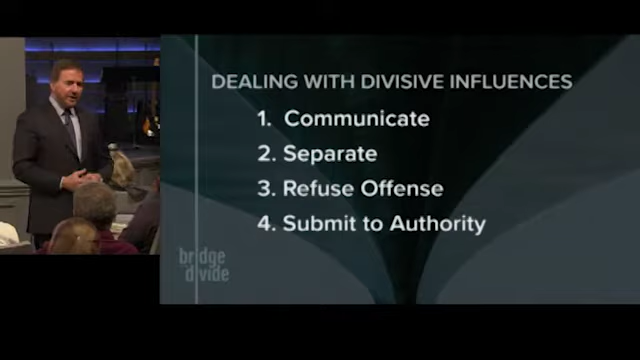 DEALING WITH DIVISIVE INFLUENCES
1. Communicate
2. Separate
3. Refuse Offense
4. Submit to Authority
bridge
divide